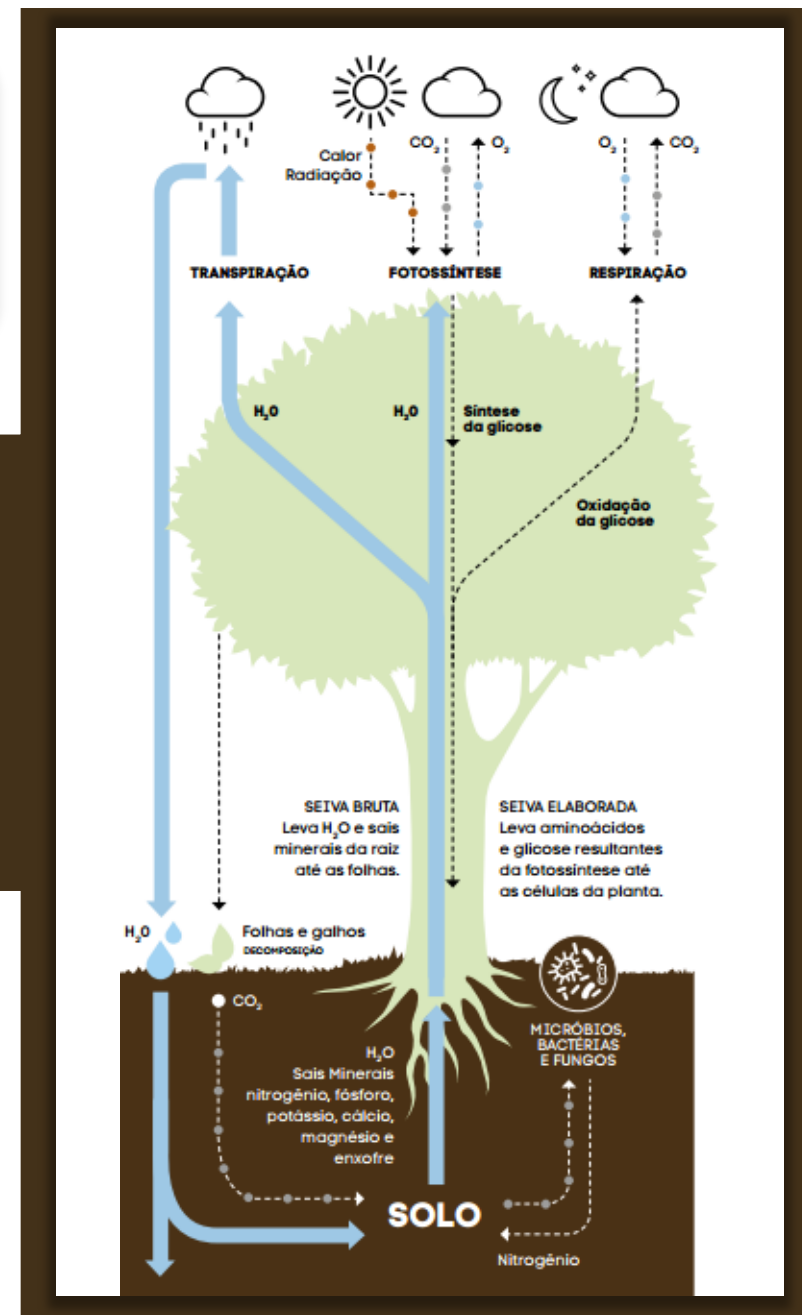 Calor
Radiação
CO₂
O₂
O₂
CO₂
TRANSPIRAÇÃO
FOTOSSÍNTESE
RESPIRAÇÃO
H₂0
H₂0
Síntese
da glicose
Oxidação
da glicose
SEIVA BRUTA
Leva H₂O e sais
minerais da raiz
até as folhas.
SEIVA ELABORADA
Leva aminoácidos
e glicose resultantes
da fotossíntese até
as células da planta.
H₂0
Folhas e galhos
DECOMPOSIÇÃO
CO₂
H₂O
Sais Minerais
nitrogênio, fósforo,
potássio, cálcio,
magnésio e
enxofre
MICRÓBIOS,
BACTÉRIAS
E FUNGOS
SOLO
Nitrogênio